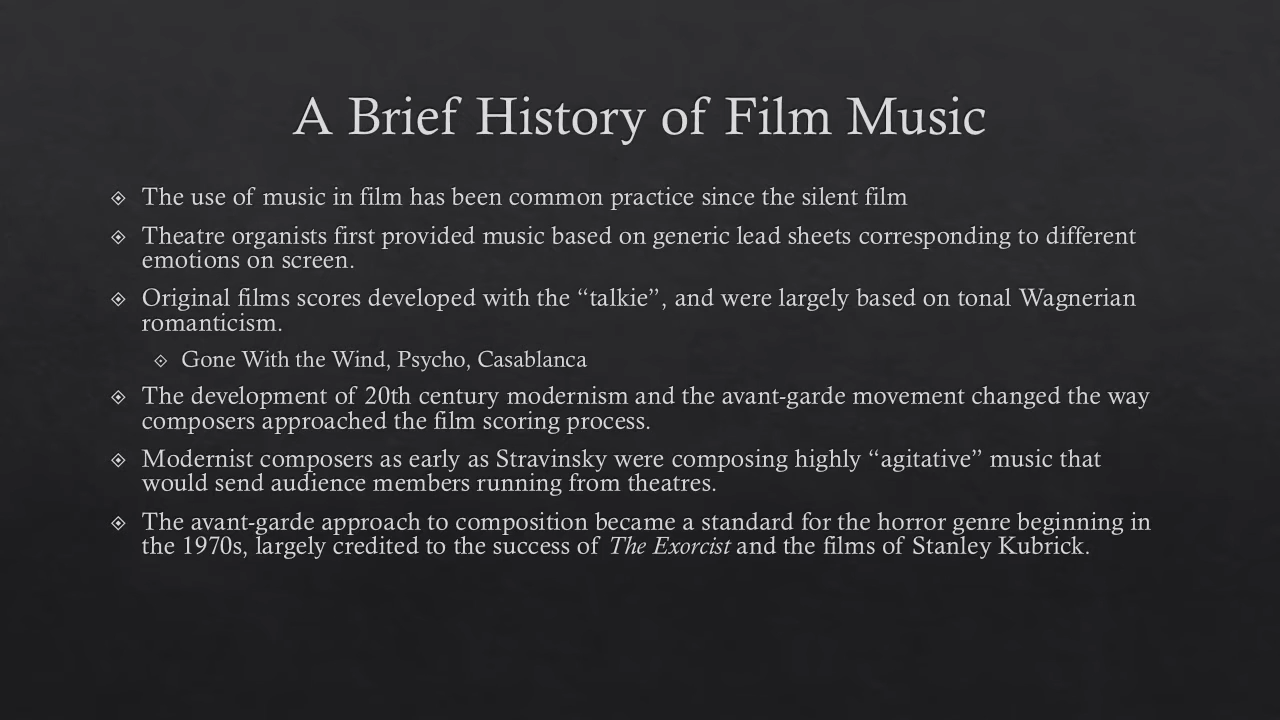 A Brief History of Film Music
The use of music in film has been common practice since the silent film
Theatre organists first provided music based on generic lead sheets corresponding to different
emotions on screen.
Original films scores developed with the “talkie”, and were largely based on tonal Wagnerian
romanticism.
Gone With the Wind, Psycho, Casablanca
The development of 20th century modernism and the avant-garde movement changed the way
composers approached the film scoring process.
Modernist composers as early as Stravinsky were composing highly “agitative” music that
would send audience members running from theatres.
The avant-garde approach to composition became a standard for the horror genre beginning in
the 1970s, largely credited to the success of The Exorcist and the films of Stanley Kubrick.